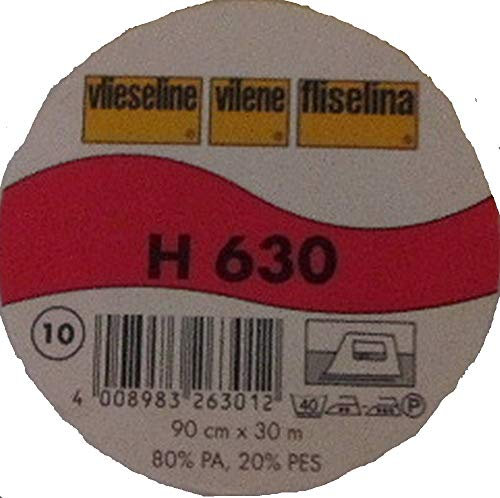 vlieseline vilene fliselina
H 630
10
40 P
4 008983 263012
90 cm x 30 m
80% PA, 20% PES